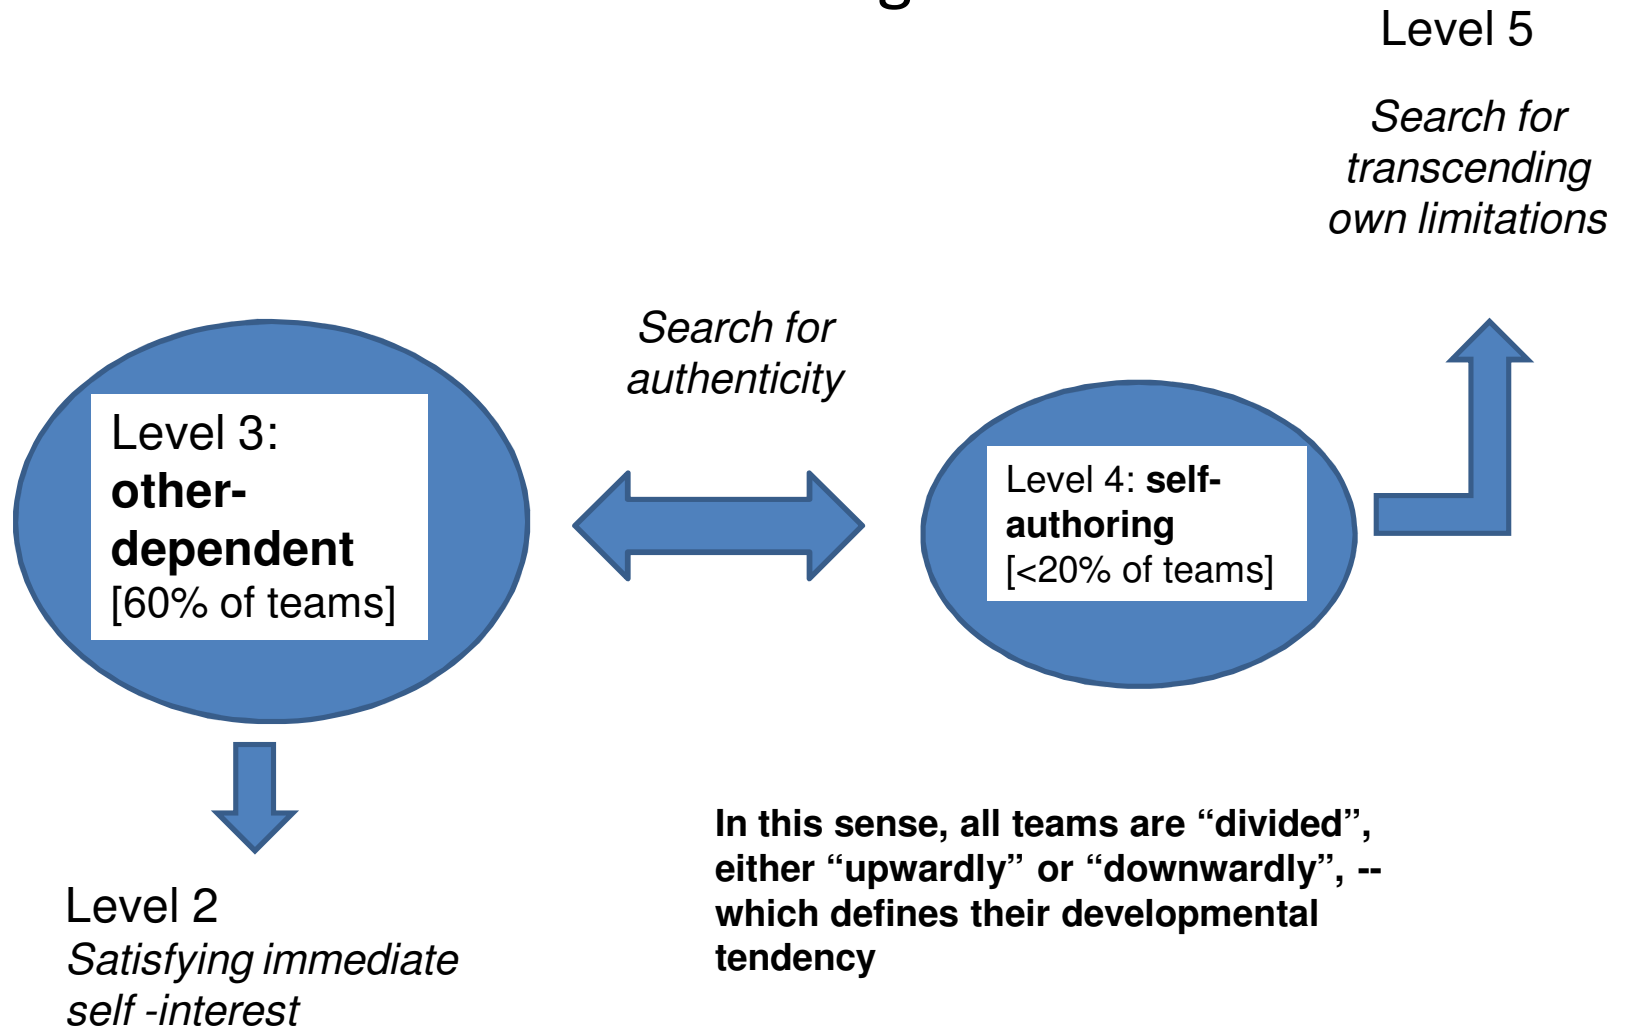 Level 5
Search for
transcending
own limitations
Search for
authenticity
Level 3:
other-
dependent
[60% of teams]
Level 4: self-
authoring
[<20% of teams]
In this sense, all teams are “divided”,
either “upwardly” or “downwardly”, --
which defines their developmental
tendency
Level 2
Satisfying immediate
self -interest